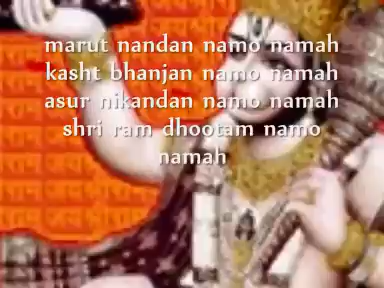 marut nandan namo namah
kasht bhanjan namo namah
asur nikandan namo namah
shri ram dhootam namo
namah